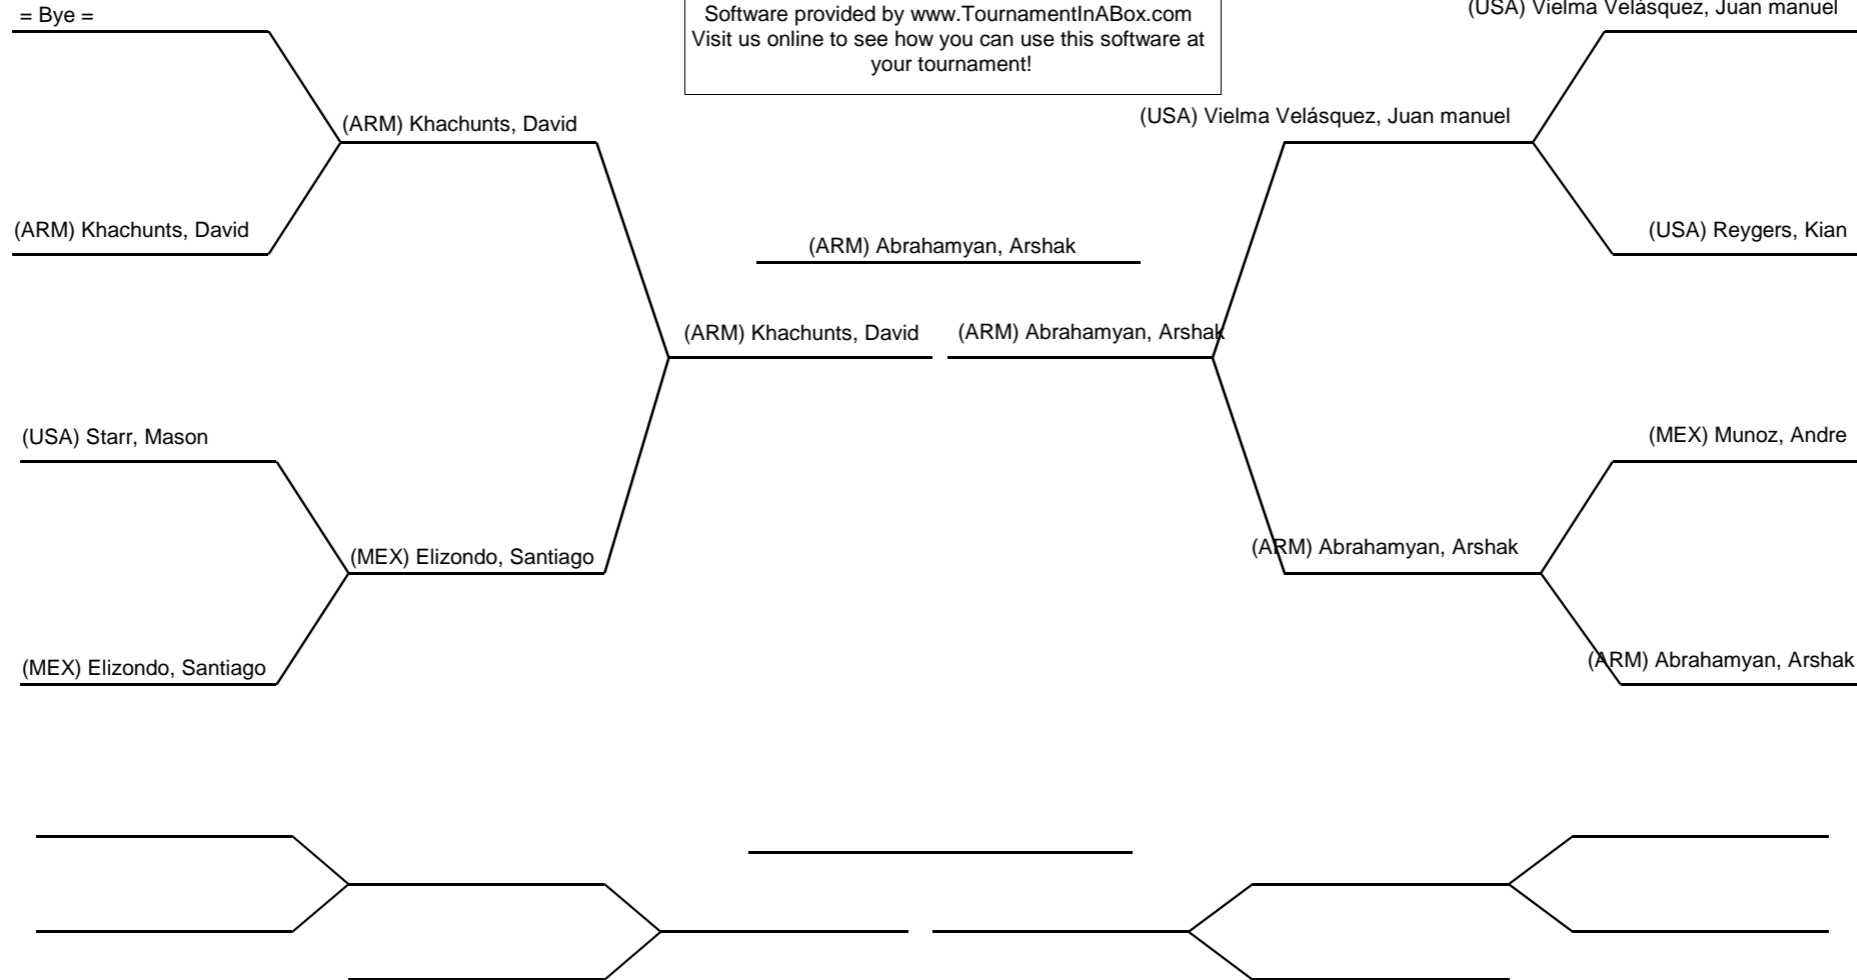 = Bye =
Software provided by www.TournamentInABox.com
Visit us online to see how you can use this software at
your tournament!
(USA) Vielma Velásquez, Juan manuel
(ARM) Khachunts, David
(USA) Vielma Velásquez, Juan manuel
(ARM) Khachunts, David
(ARM) Abrahamyan, Arshak
(USA) Reygers, Kian
(ARM) Khachunts, David
(ARM) Abrahamyan, Arshak
(USA) Starr, Mason
(MEX) Munoz, Andre
(MEX) Elizondo, Santiago
(ARM) Abrahamyan, Arshak
(MEX) Elizondo, Santiago
(ARM) Abrahamyan, Arshak